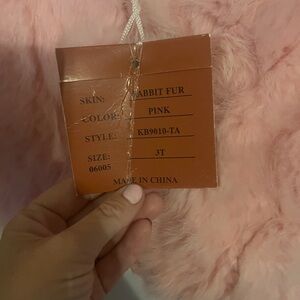 SKIN: RABBIT FUR
COLOR: PINK
STYLE: KB9010-TA
SIZE: 3T
06005
MADE IN CHINA